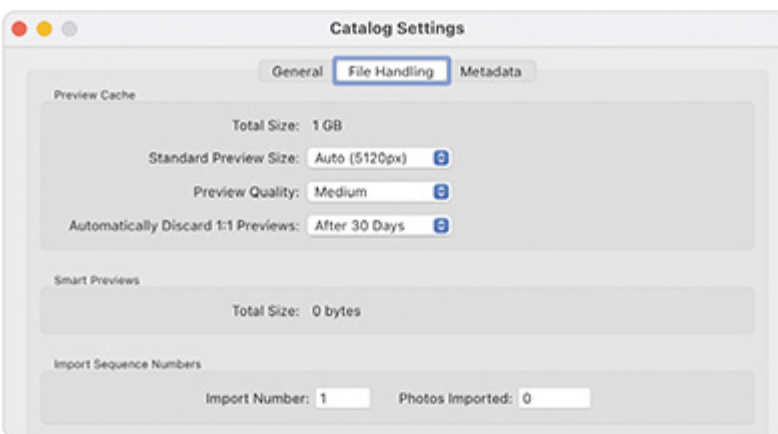 Catalog Settings
General File Handling Metadata
Preview Cache
Total Size: 1 GB
Standard Preview Size: Auto (5120px)
Preview Quality: Medium
Automatically Discard 1:1 Previews: After 30 Days
Smart Previews
Total Size: 0 bytes
Import Sequence Numbers
Import Number: 1 Photos Imported: 0